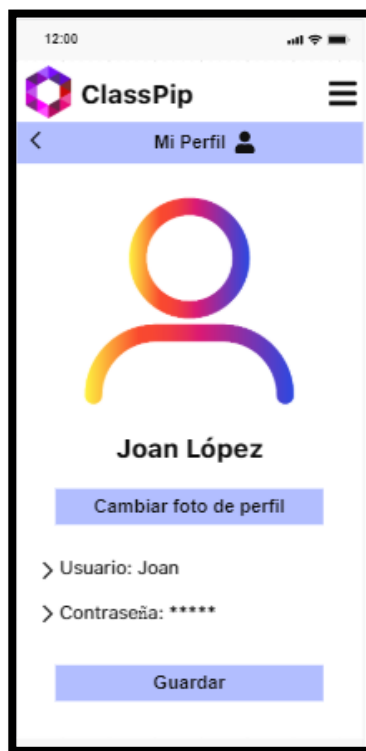 12:00
ClassPip
Mi Perfil
Joan López
Cambiar foto de perfil
Usuario: Joan
Contraseña: *****
Guardar